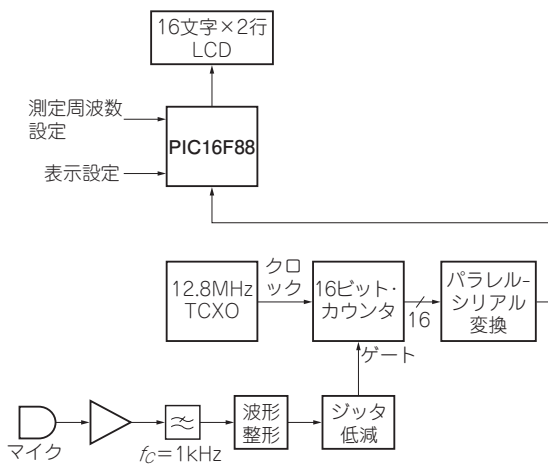 16文字×2行
LCD
測定周波数
設定
PIC16F88
表示設定
12.8MHz
TCXO
クロ
ック
16ビット・
カウンタ
16
パラレル-
シリアル
変換
ゲート
マイク
fC=1kHz
波形
整形
ジッタ
低減